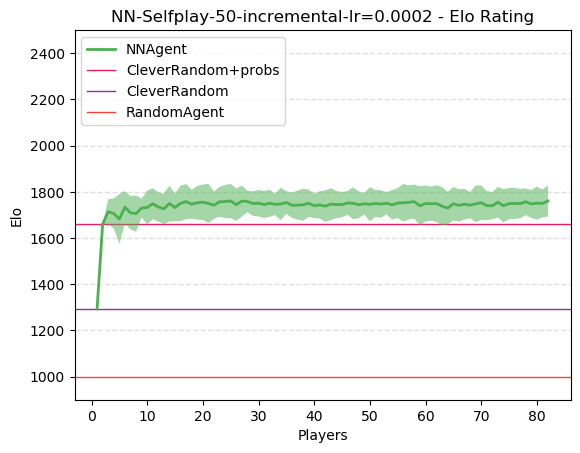 NN-Selfplay-50-incremental-lr=0.0002 - Elo Rating
NNAgent
CleverRandom+probs
CleverRandom
RandomAgent
2400
2200
2000
1800
1600
1400
1200
1000
Elo
0 10 20 30 40 50 60 70 80
Players